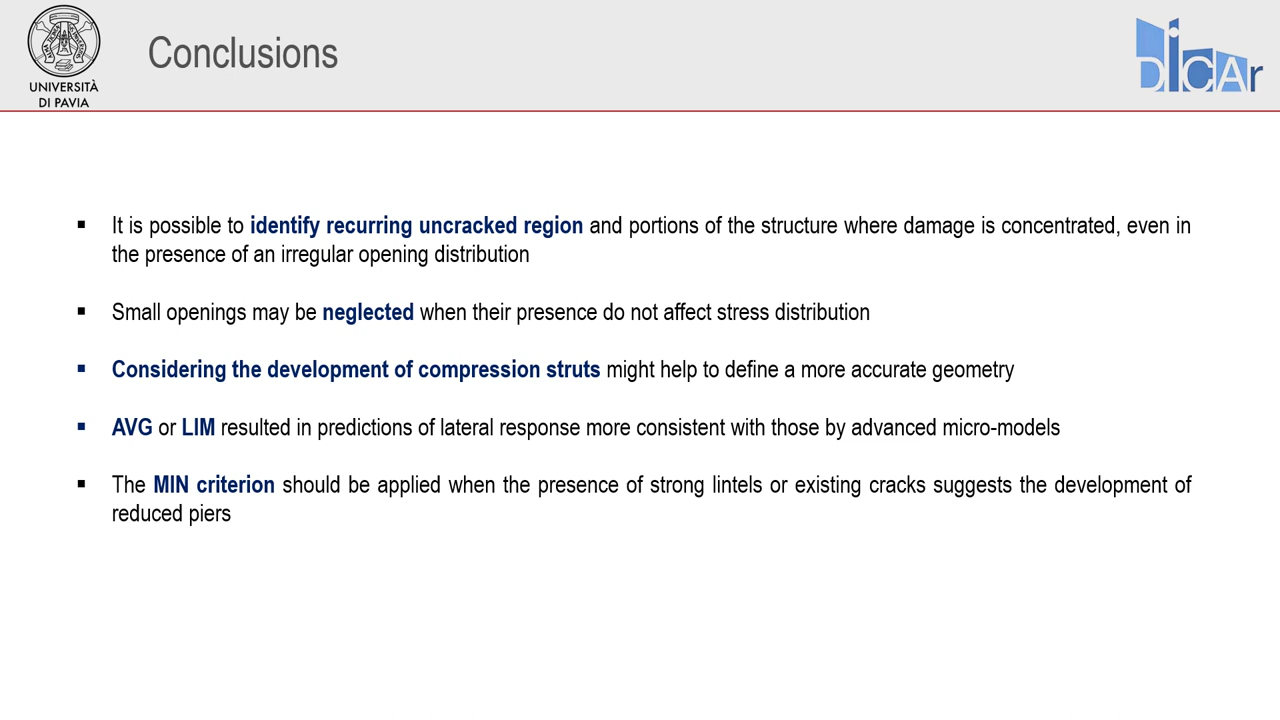 UNIVERSITÀ
DI PAVIA
Conclusions
DICAr
▪ It is possible to identify recurring uncracked region and portions of the structure where damage is concentrated, even in
the presence of an irregular opening distribution
▪ Small openings may be neglected when their presence do not affect stress distribution
▪ Considering the development of compression struts might help to define a more accurate geometry
▪ AVG or LIM resulted in predictions of lateral response more consistent with those by advanced micro-models
▪ The MIN criterion should be applied when the presence of strong lintels or existing cracks suggests the development of
reduced piers